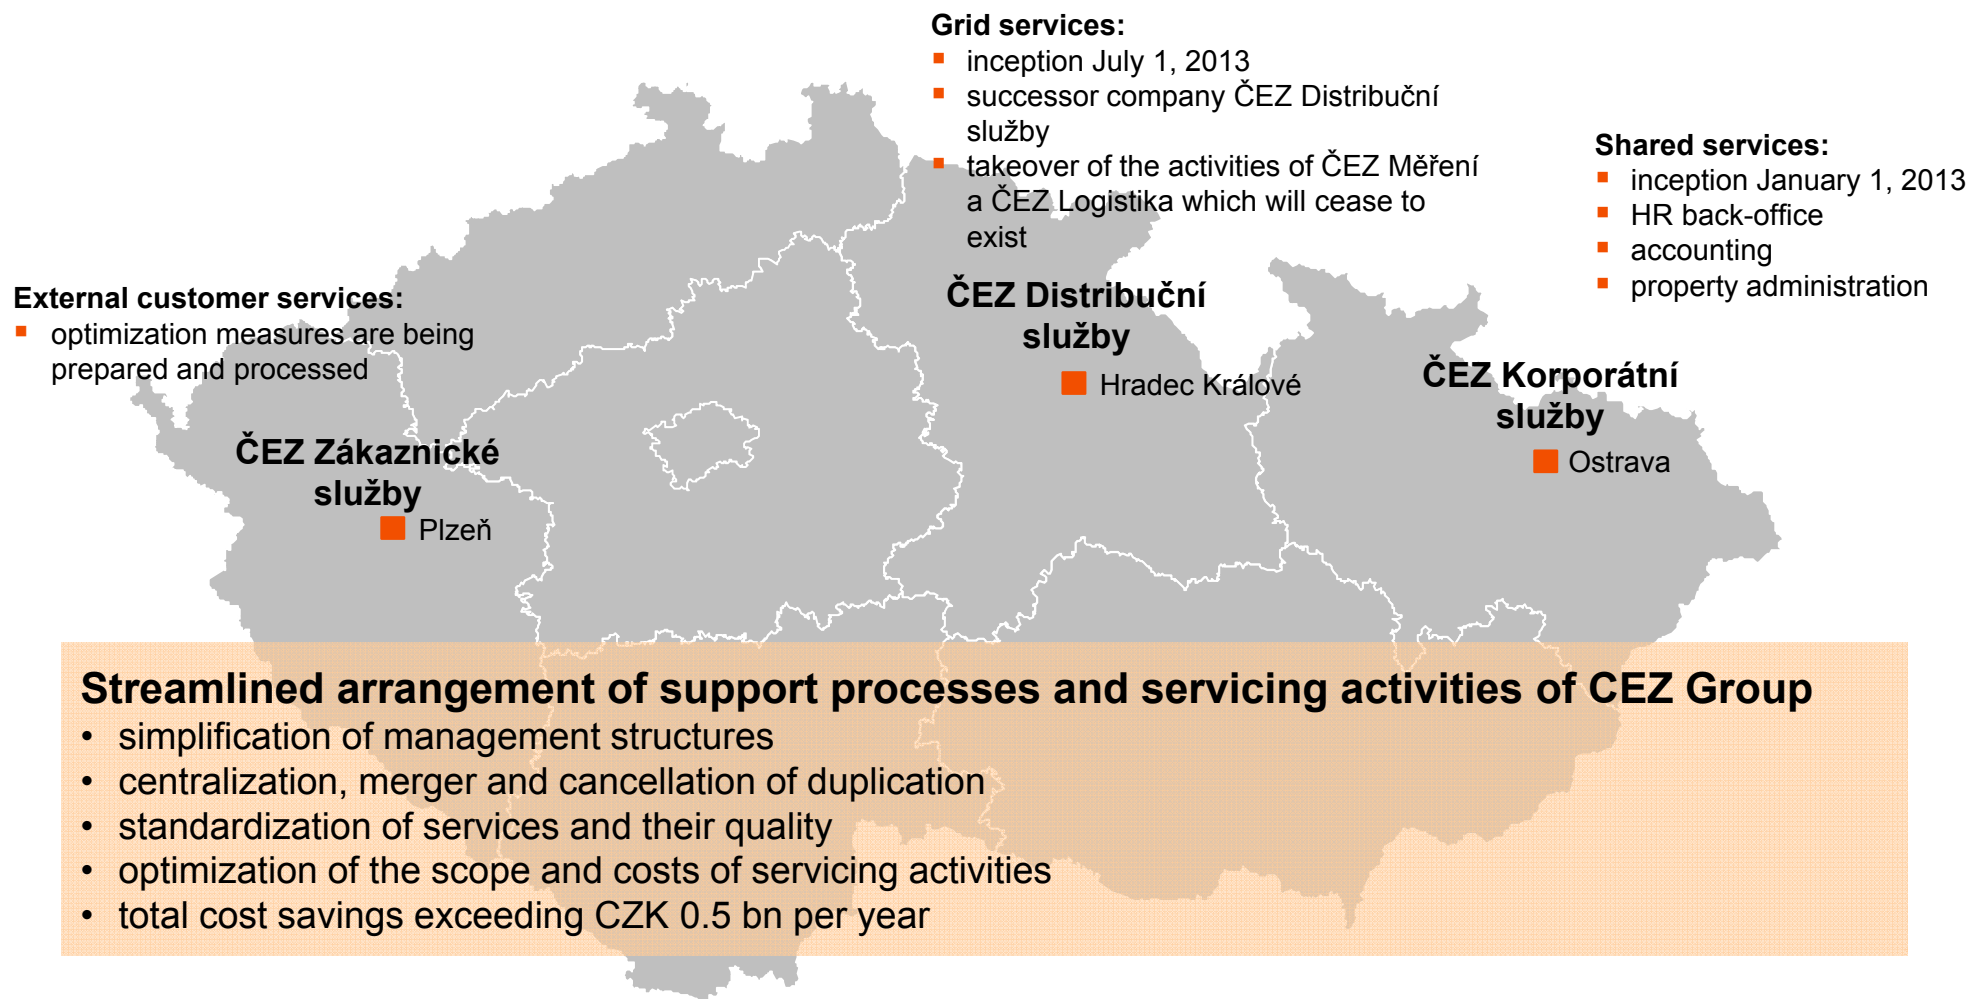 Grid services:
▪ inception July 1, 2013
▪ successor company ČEZ Distribuční
služby
▪ takeover of the activities of ČEZ Měření
a ČEZ Logistika which will cease to
exist
Shared services:
▪ inception January 1, 2013
▪ HR back-office
▪ accounting
▪ property administration
External customer services:
▪ optimization measures are being
prepared and processed
ČEZ Distribuční
služby
Hradec Králové
ČEZ Korporátní
služby
Ostrava
ČEZ Zákaznické
služby
Plzeň
Streamlined arrangement of support processes and servicing activities of CEZ Group
• simplification of management structures
• centralization, merger and cancellation of duplication
• standardization of services and their quality
• optimization of the scope and costs of servicing activities
• total cost savings exceeding CZK 0.5 bn per year